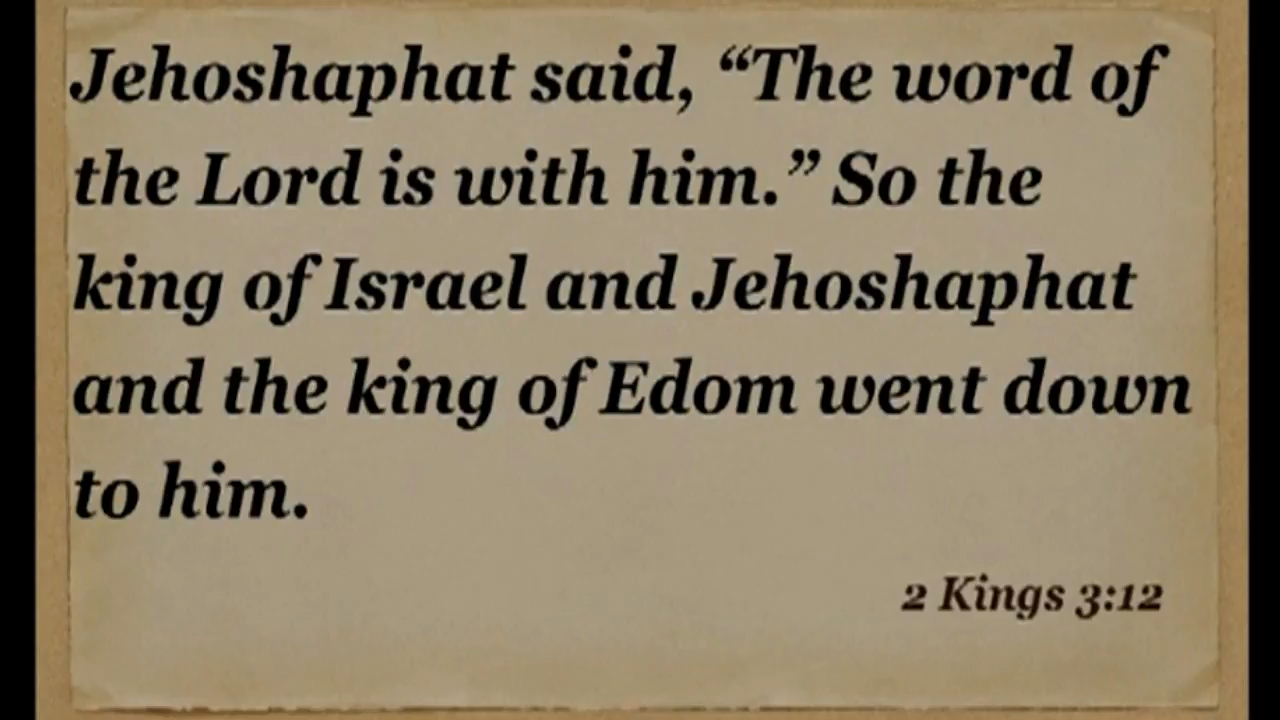 Jehoshaphat said, “The word of
the Lord is with him.” So the
king of Israel and Jehoshaphat
and the king of Edom went down
to him.
2 Kings 3:12